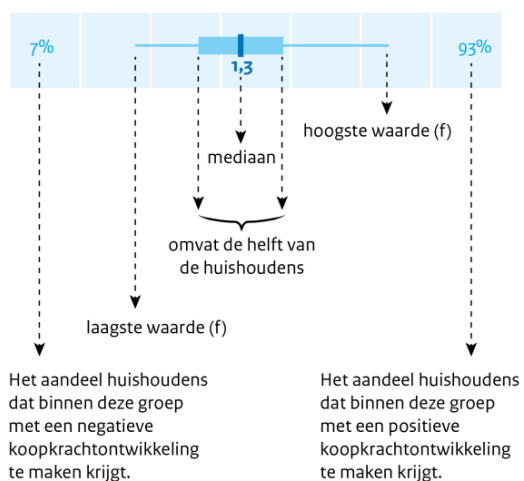 7%
93%
1,3
hoogste waarde (f)
mediaan
omvat de helft van
de huishoudens
laagste waarde (f)
Het aandeel huishoudens
dat binnen deze groep
met een negatieve
koopkrachtontwikkeling
te maken krijgt.
Het aandeel huishoudens
dat binnen deze groep
met een positieve
koopkrachtontwikkeling
te maken krijgt.